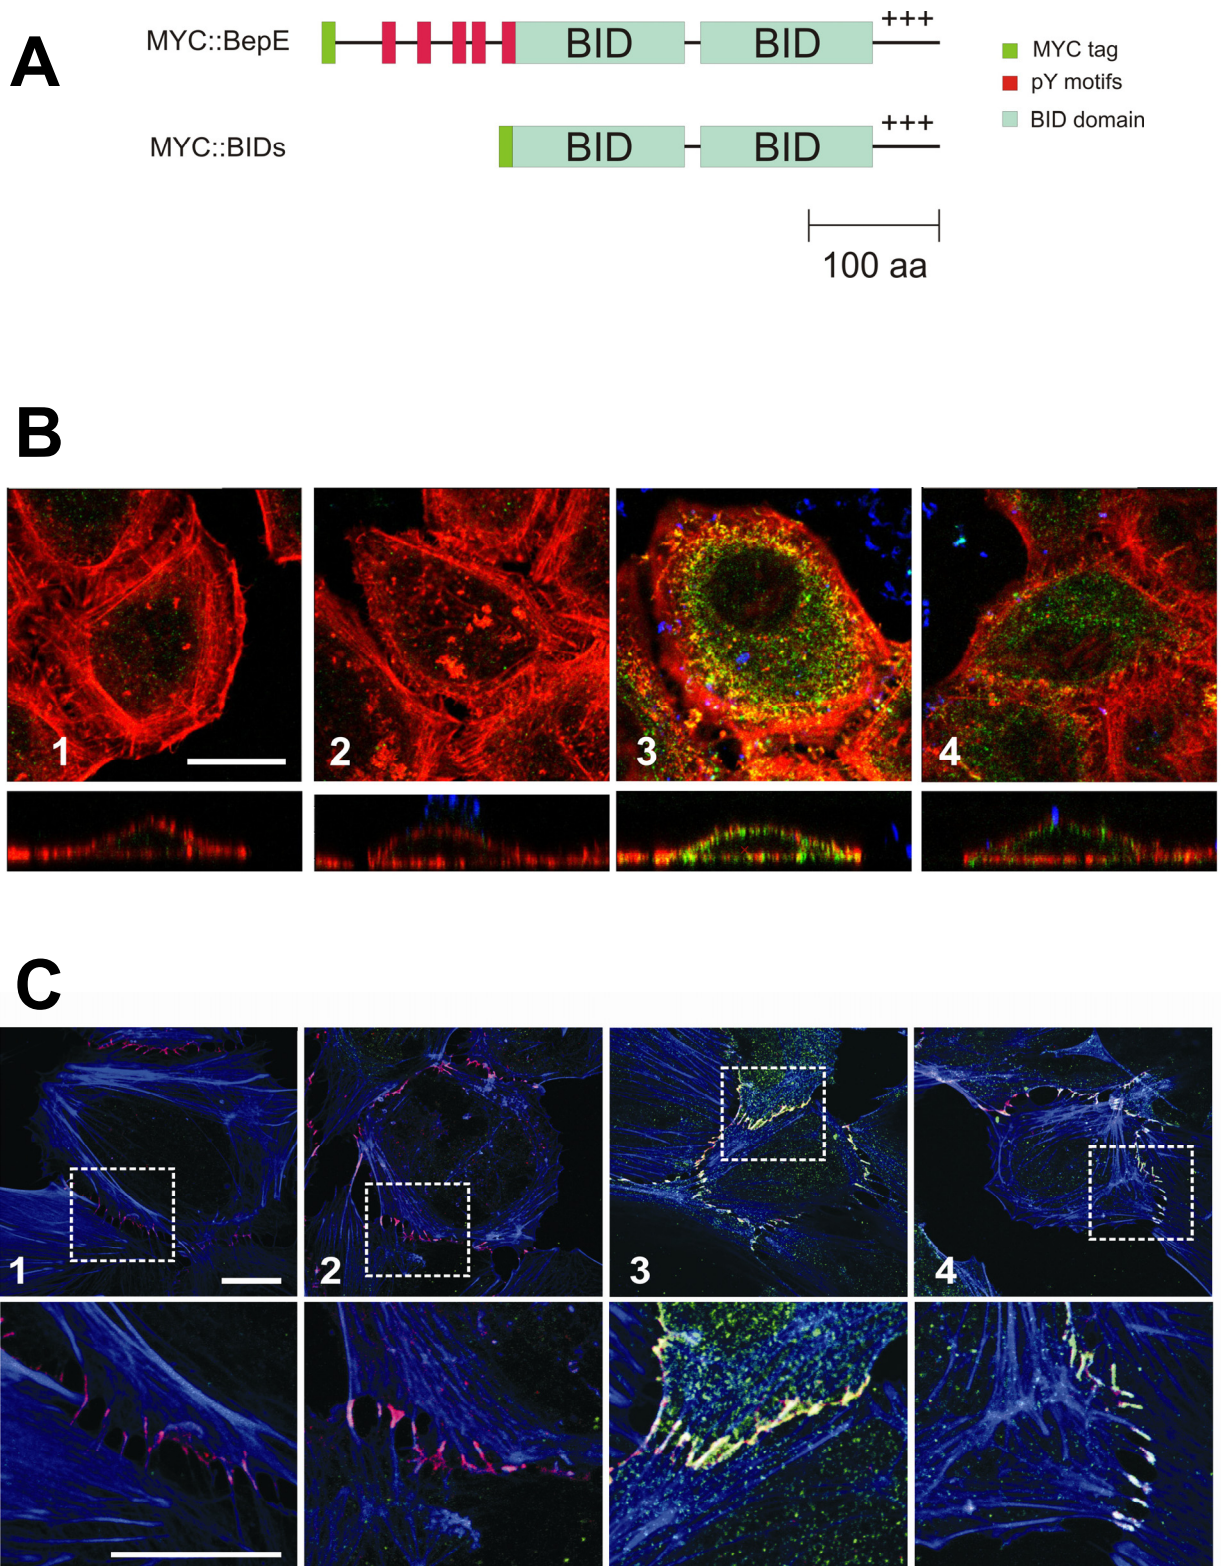 A
MYC::BepE
BID
BID
+++
MYC tag
pY motifs
BID domain
MYC::BIDs
BID
BID
+++
100 aa
B
1
2
3
4
C
1
2
3
4